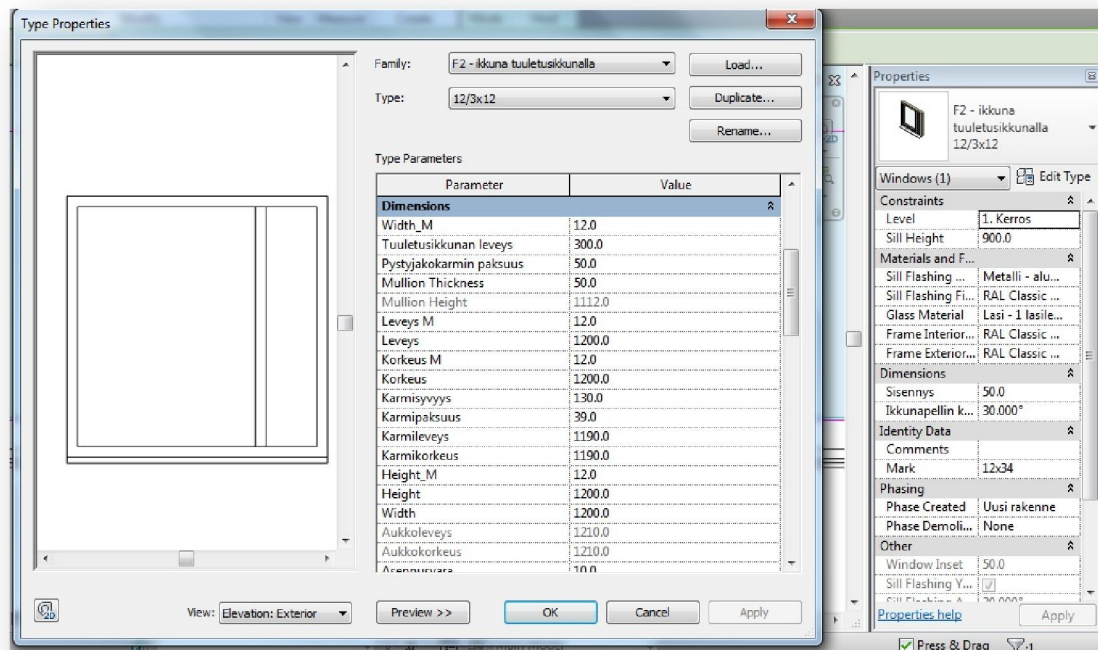 Type Properties
Family: F2 - ikkuna tuuletusikkunalla Load...
Type: 12/3x12 Duplicate...
Rename...
Type Parameters
Parameter Value
Dimensions
Width_M 12.0
Tuuletusikkunan leveys 300.0
Pystyjakokarmin paksuus 50.0
Mullion Thickness 50.0
Mullion Height 1112.0
Leveys M 12.0
Leveys 1200.0
Korkeus M 12.0
Korkeus 1200.0
Karmisyvyys 130.0
Karmipaksuus 39.0
Karmileveys 1190.0
Karmikorkeus 1190.0
Height_M 12.0
Height 1200.0
Width 1200.0
Aukkoleveys 1210.0
Aukkokorkeus 1210.0
Asennusvara 10.0
2D
View: Elevation: Exterior Preview >> OK Cancel Apply
Properties
F2 - ikkuna
tuuletusikkunalla
12/3x12
Windows (1) Edit Type
Constraints
Level 1. Kerros
Sill Height 900.0
Materials and F...
Sill Flashing ... Metalli - alu...
Sill Flashing Fi... RAL Classic ...
Glass Material Lasi - 1 lasile...
Frame Interior... RAL Classic ...
Frame Exterior... RAL Classic ...
Dimensions
Sisennys 50.0
Ikkunapellin k... 30.000°
Identity Data
Comments
Mark 12x34
Phasing
Phase Created Uusi rakenne
Phase Demoli... None
Other
Window Inset 50.0
Sill Flashing Y...
Properties help Apply
Press & Drag